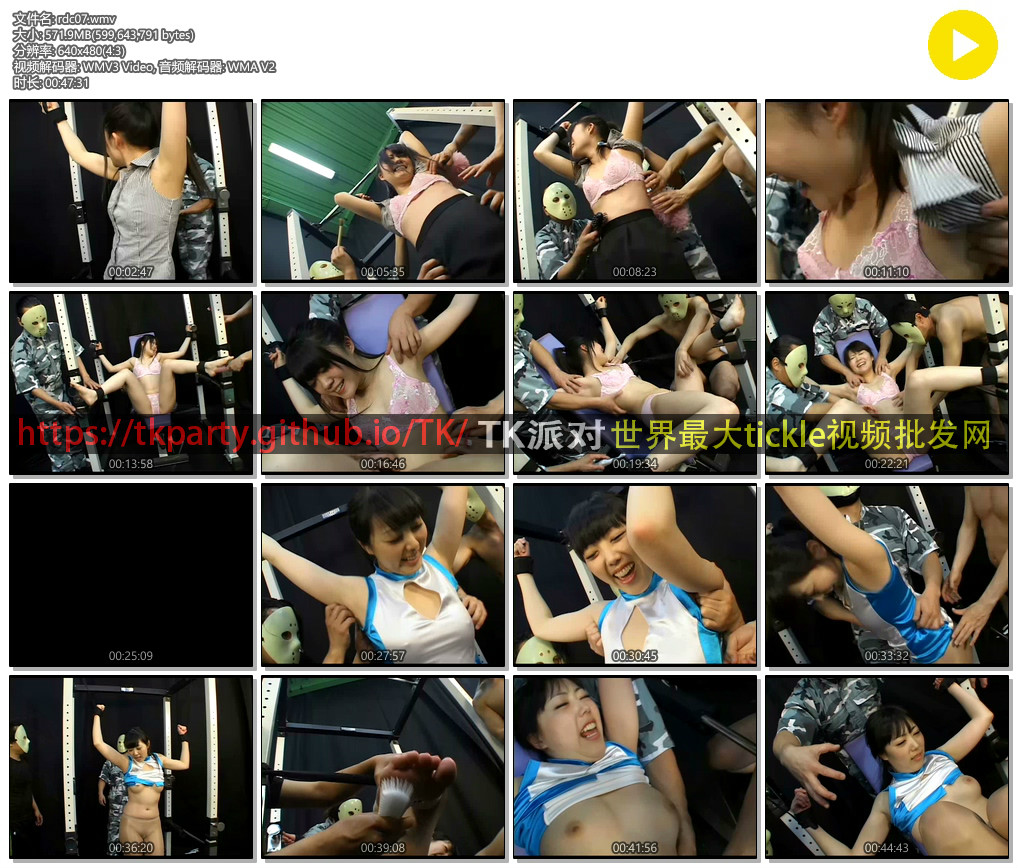 文件名: rdc07.wmv
大小: 571.9MB(599,643,791 bytes)
分辨率: 640x480(4:3)
视频解码器: WMV3 Video, 音频解码器: WMA V2
时长: 00:47:31
00:02:47
00:05:35
00:08:23
00:11:10
https://tkparty.github.io/TK/ TK派对 世界最大tickle视频批发网
00:13:58
00:16:46
00:19:34
00:22:21
00:25:09
00:27:57
00:30:45
00:33:32
00:36:20
00:39:08
00:41:56
00:44:43